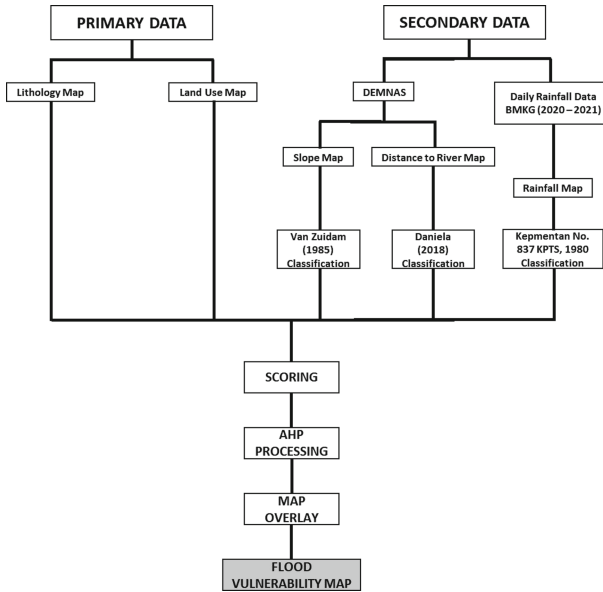 PRIMARY DATA
SECONDARY DATA
Lithology Map
Land Use Map
DEMNAS
Daily Rainfall Data
BMKG (2020 – 2021)
Slope Map
Distance to River Map
Rainfall Map
Van Zuidam
(1985)
Classification
Daniela
(2018)
Classification
Kepmentan No.
837 KPTS, 1980
Classification
SCORING
AHP
PROCESSING
MAP
OVERLAY
FLOOD
VULNERABILITY MAP